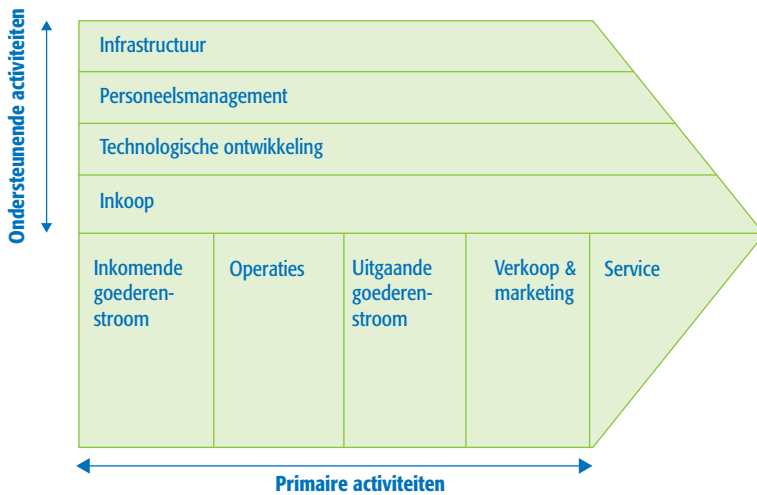 Ondersteunende activiteiten
Infrastructuur
Personeelsmanagement
Technologische ontwikkeling
Inkoop
Inkomende
goederen-
stroom
Operaties
Uitgaande
goederen-
stroom
Verkoop &
marketing
Service
Primaire activiteiten